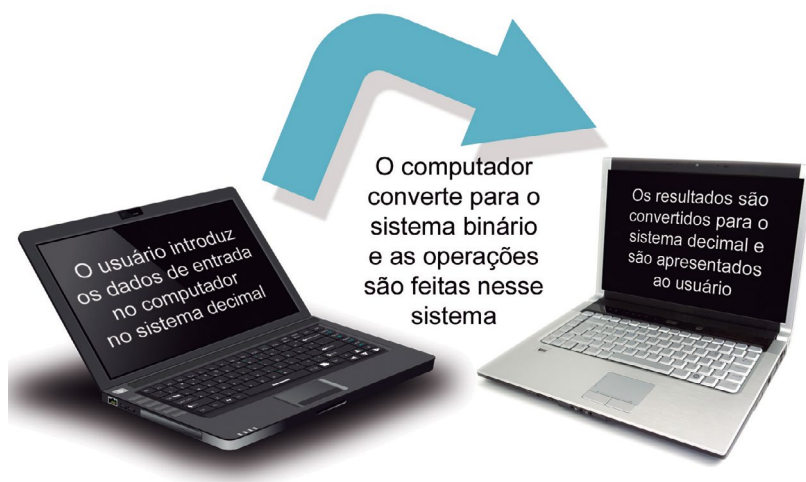 O usuário introduz
os dados de entrada
no computador
no sistema decimal
O computador
converte para o
sistema binário
e as operações
são feitas nesse
sistema
Os resultados são
convertidos para o
sistema decimal e
são apresentados
ao usuário